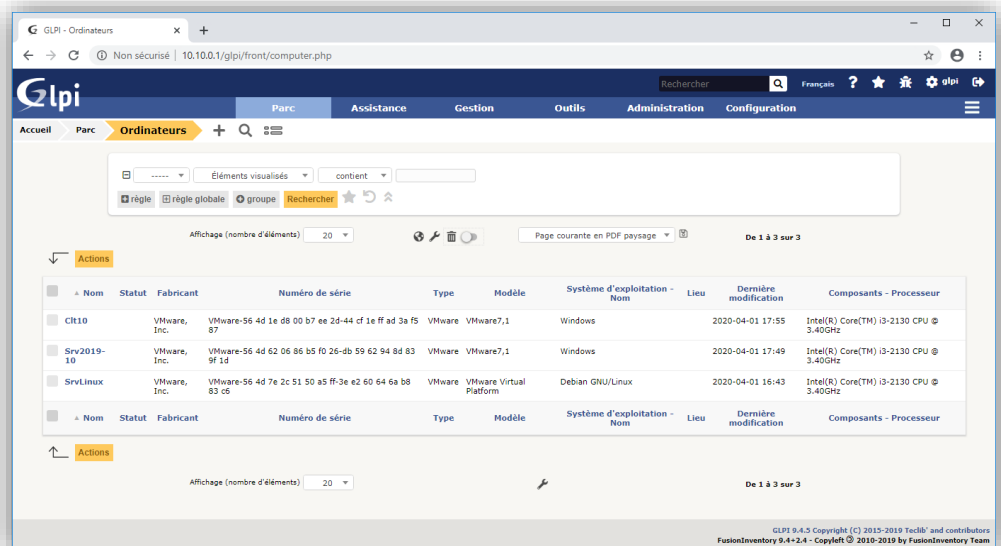 GLPI - Ordinateurs
Non sécurisé | 10.10.0.1/glpi/front/computer.php
Glpi
Rechercher Français ? glpi
Parc Assistance Gestion Outils Administration Configuration
Accueil Parc Ordinateurs
----- Éléments visualisés contient
règle règle globale groupe Rechercher
Affichage (nombre d'éléments) 20 Page courante en PDF paysage De 1 à 3 sur 3
Actions
Nom Statut Fabricant Numéro de série Type Modèle Système d'exploitation - Nom Lieu Dernière modification Composants - Processeur
Clt10 VMware, Inc. VMware-56 4d 1e d8 00 b7 ee 2d-44 cf 1e ff ad 3a f5 87 VMware VMware7,1 Windows 2020-04-01 17:55 Intel(R) Core(TM) i3-2130 CPU @ 3.40GHz
Srv2019-10 VMware, Inc. VMware-56 4d 62 06 86 b5 f0 26-db 59 62 94 8d 83 9f 1d VMware VMware7,1 Windows 2020-04-01 17:49 Intel(R) Core(TM) i3-2130 CPU @ 3.40GHz
SrvLinux VMware, Inc. VMware-56 4d 7e 2c 51 50 a5 ff-3e e2 60 64 6a b8 83 c6 VMware VMware Virtual Platform Debian GNU/Linux 2020-04-01 16:43 Intel(R) Core(TM) i3-2130 CPU @ 3.40GHz
Nom Statut Fabricant Numéro de série Type Modèle Système d'exploitation - Nom Lieu Dernière modification Composants - Processeur
Actions
Affichage (nombre d'éléments) 20 De 1 à 3 sur 3
GLPI 9.4.5 Copyright (C) 2015-2019 Teclib' and contributors
FusionInventory 9.4+2.4 - Copyleft 🄯 2010-2019 by FusionInventory Team